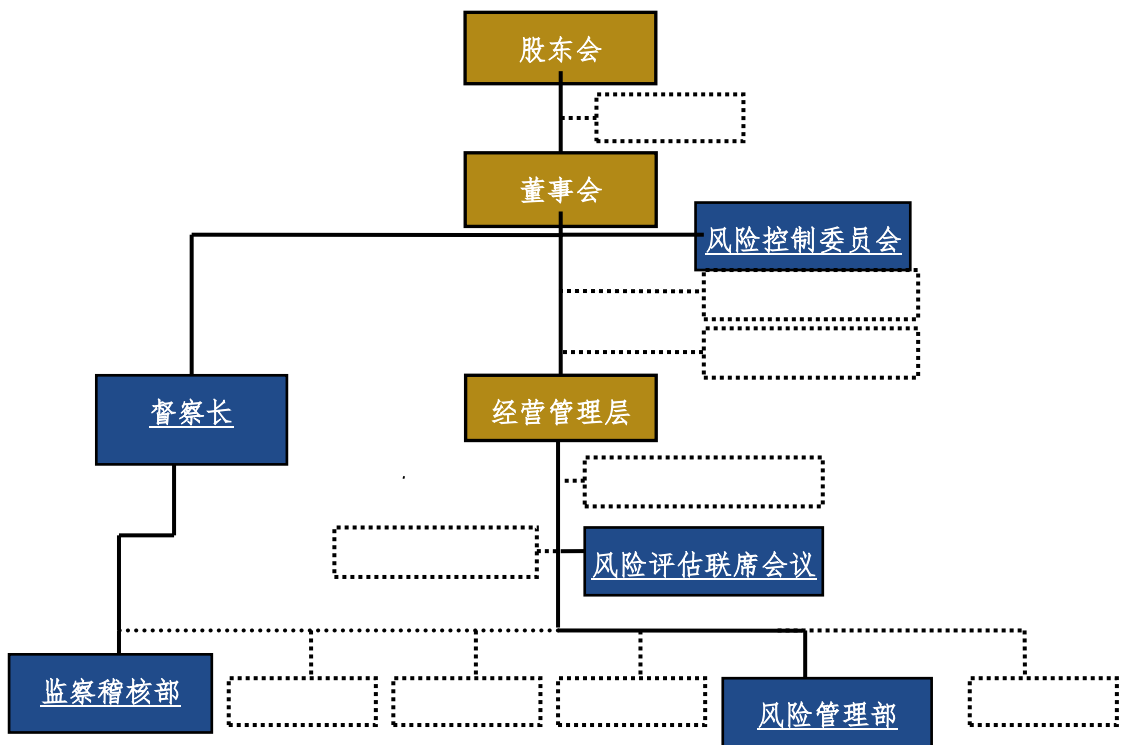 股东会
董事会
风险控制委员会
督察长
经营管理层
风险评估联席会议
监察稽核部
风险管理部